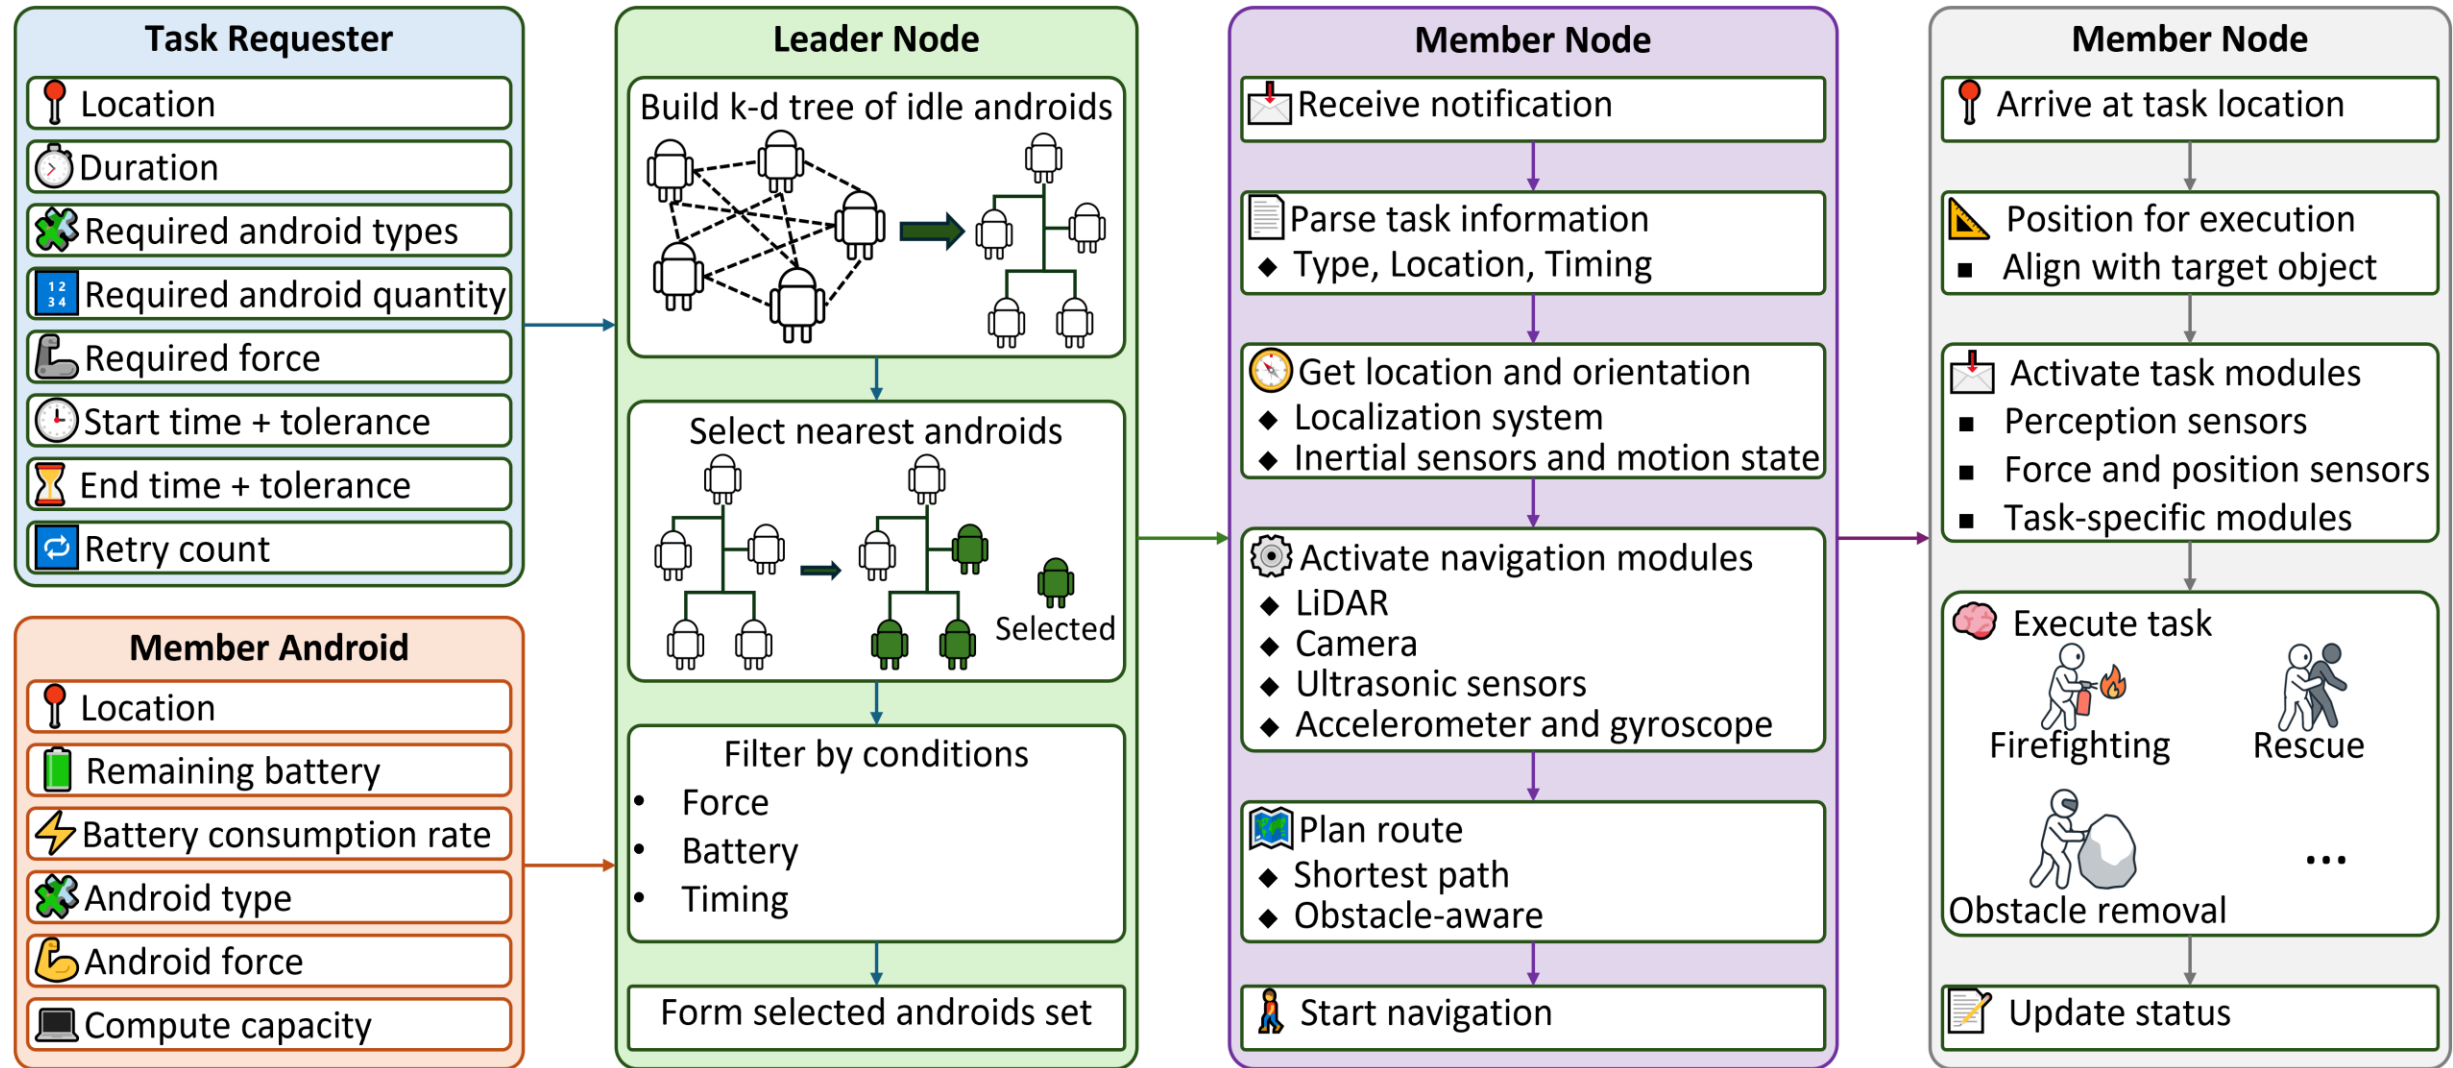 Task Requester
Location
Duration
Required android types
1 2
3 4
Required android quantity
Required force
Start time + tolerance
End time + tolerance
Retry count
Member Android
Location
Remaining battery
Battery consumption rate
Android type
Android force
Compute capacity
Leader Node
Build k-d tree of idle androids
Select nearest androids
Selected
Filter by conditions
• Force
• Battery
• Timing
Form selected androids set
Member Node
Receive notification
Parse task information
◆ Type, Location, Timing
Get location and orientation
◆ Localization system
◆ Inertial sensors and motion state
Activate navigation modules
◆ LiDAR
◆ Camera
◆ Ultrasonic sensors
◆ Accelerometer and gyroscope
Plan route
◆ Shortest path
◆ Obstacle-aware
Start navigation
Member Node
Arrive at task location
Position for execution
■ Align with target object
Activate task modules
■ Perception sensors
■ Force and position sensors
■ Task-specific modules
Execute task
Firefighting
Rescue
Obstacle removal
...
Update status